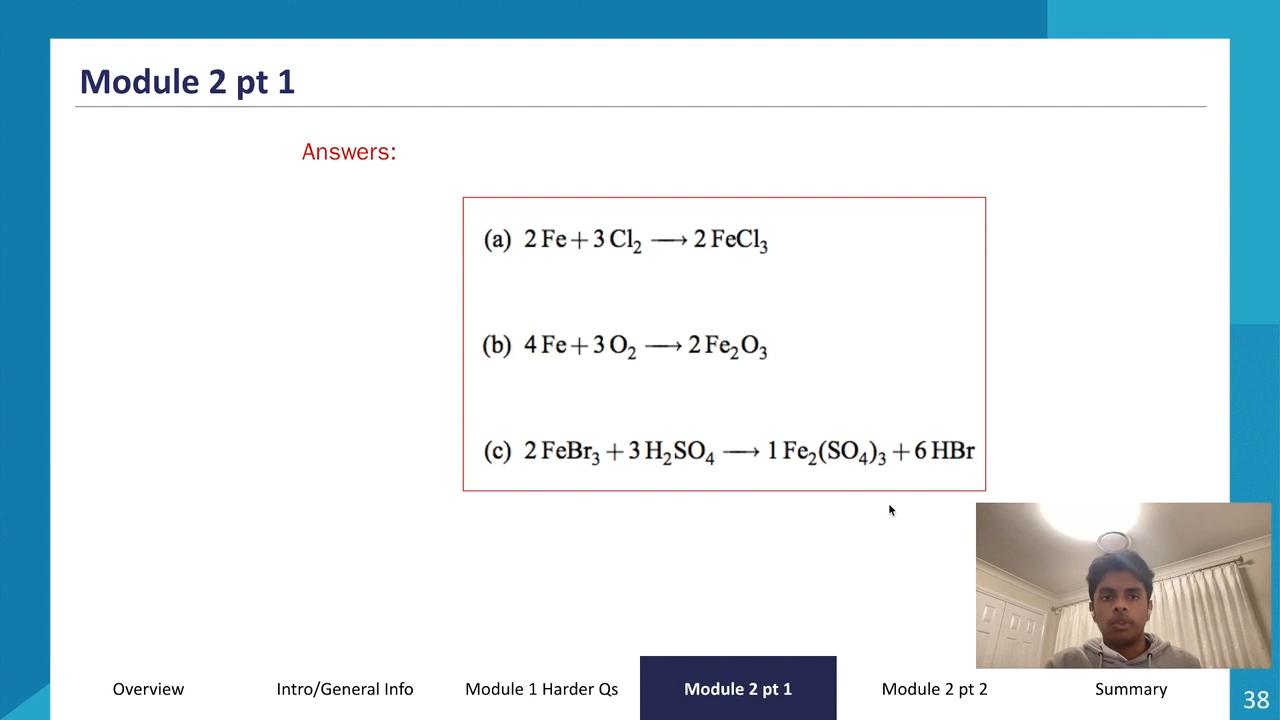 Module 2 pt 1
Answers:
(a) 2 Fe + 3 Cl₂ ⟶ 2 FeCl₃
(b) 4 Fe + 3 O₂ ⟶ 2 Fe₂O₃
(c) 2 FeBr₃ + 3 H₂SO₄ ⟶ 1 Fe₂(SO₄)₃ + 6 HBr
Overview Intro/General Info Module 1 Harder Qs Module 2 pt 1 Module 2 pt 2 Summary
38